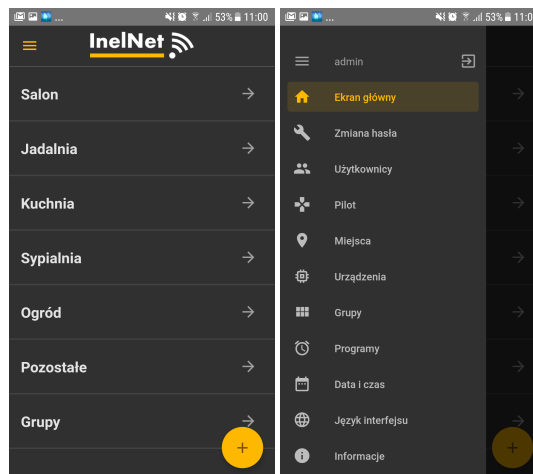 ... 53% 11:00
InelNet
Salon
Jadalnia
Kuchnia
Sypialnia
Ogród
Pozostałe
Grupy
+
... 53% 11:0
admin
Ekran główny
Zmiana hasła
Użytkownicy
Pilot
Miejsca
Urządzenia
Grupy
Programy
Data i czas
Język interfejsu
Informacje
+